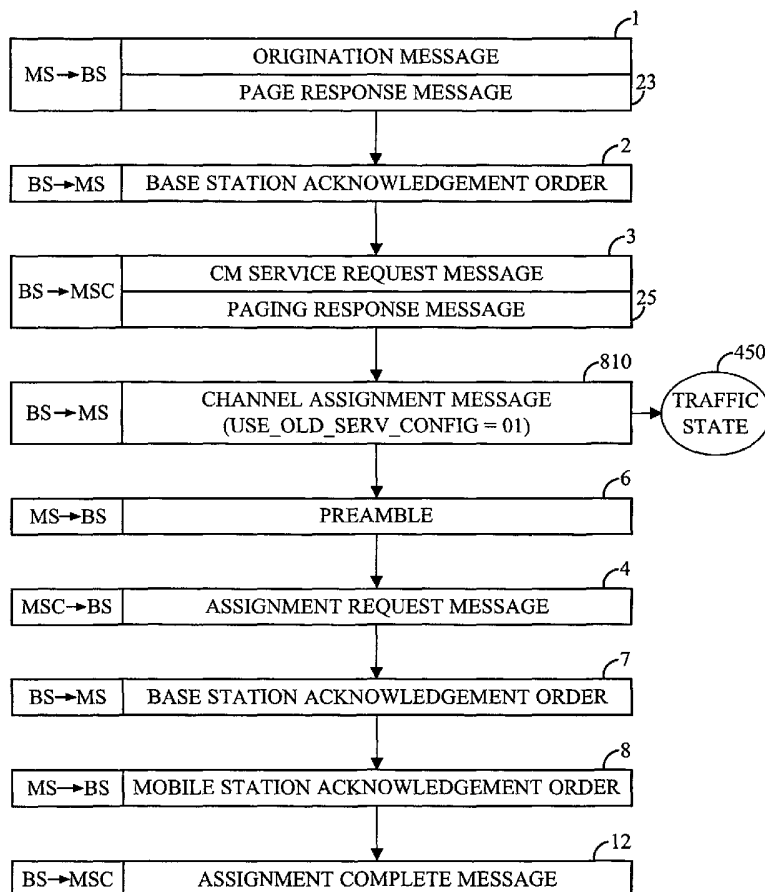 1
MS→BS
ORIGINATION MESSAGE
PAGE RESPONSE MESSAGE
23
2
BS→MS
BASE STATION ACKNOWLEDGEMENT ORDER
3
BS→MSC
CM SERVICE REQUEST MESSAGE
PAGING RESPONSE MESSAGE
25
810
450
BS→MS
CHANNEL ASSIGNMENT MESSAGE
(USE_OLD_SERV_CONFIG = 01)
TRAFFIC
STATE
6
MS→BS
PREAMBLE
4
MSC→BS
ASSIGNMENT REQUEST MESSAGE
7
BS→MS
BASE STATION ACKNOWLEDGEMENT ORDER
8
MS→BS
MOBILE STATION ACKNOWLEDGEMENT ORDER
12
BS→MSC
ASSIGNMENT COMPLETE MESSAGE